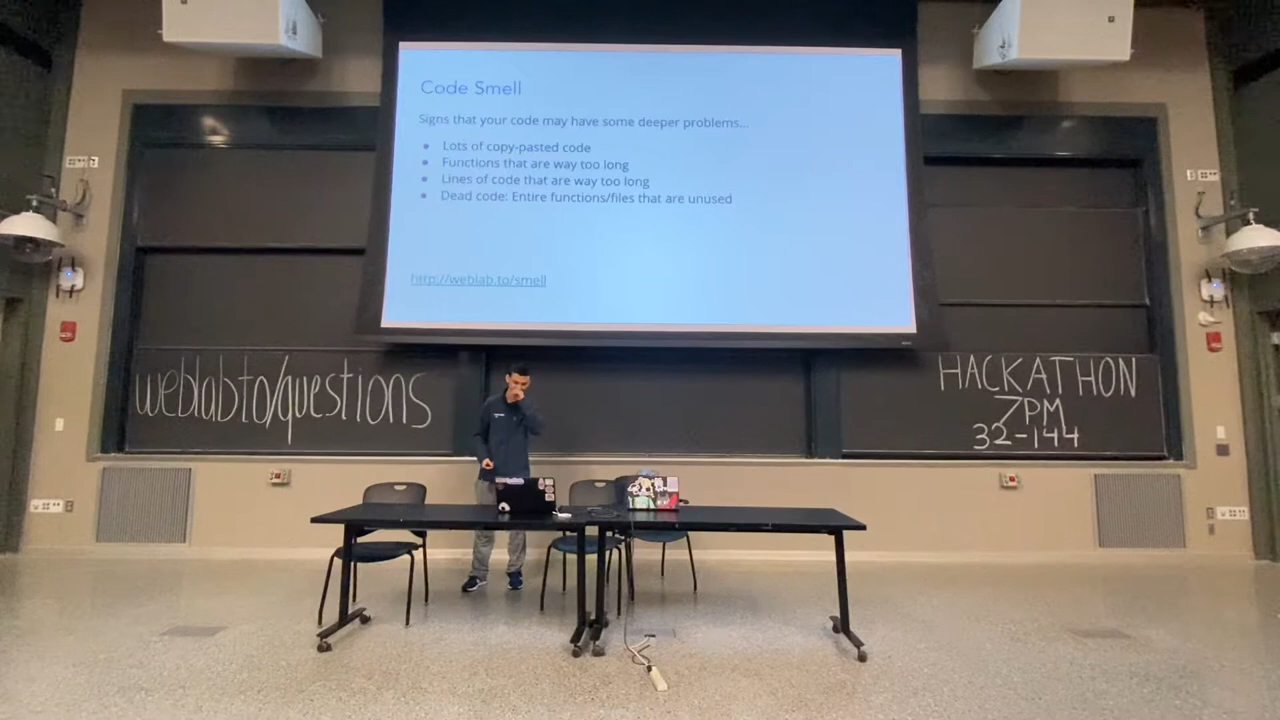 Code Smell
Signs that your code may have some deeper problems...
• Lots of copy-pasted code
• Functions that are way too long
• Lines of code that are way too long
• Dead code: Entire functions/files that are unused
http://weblab.to/smell
weblab.to/questions
HACKATHON
7PM
32-144